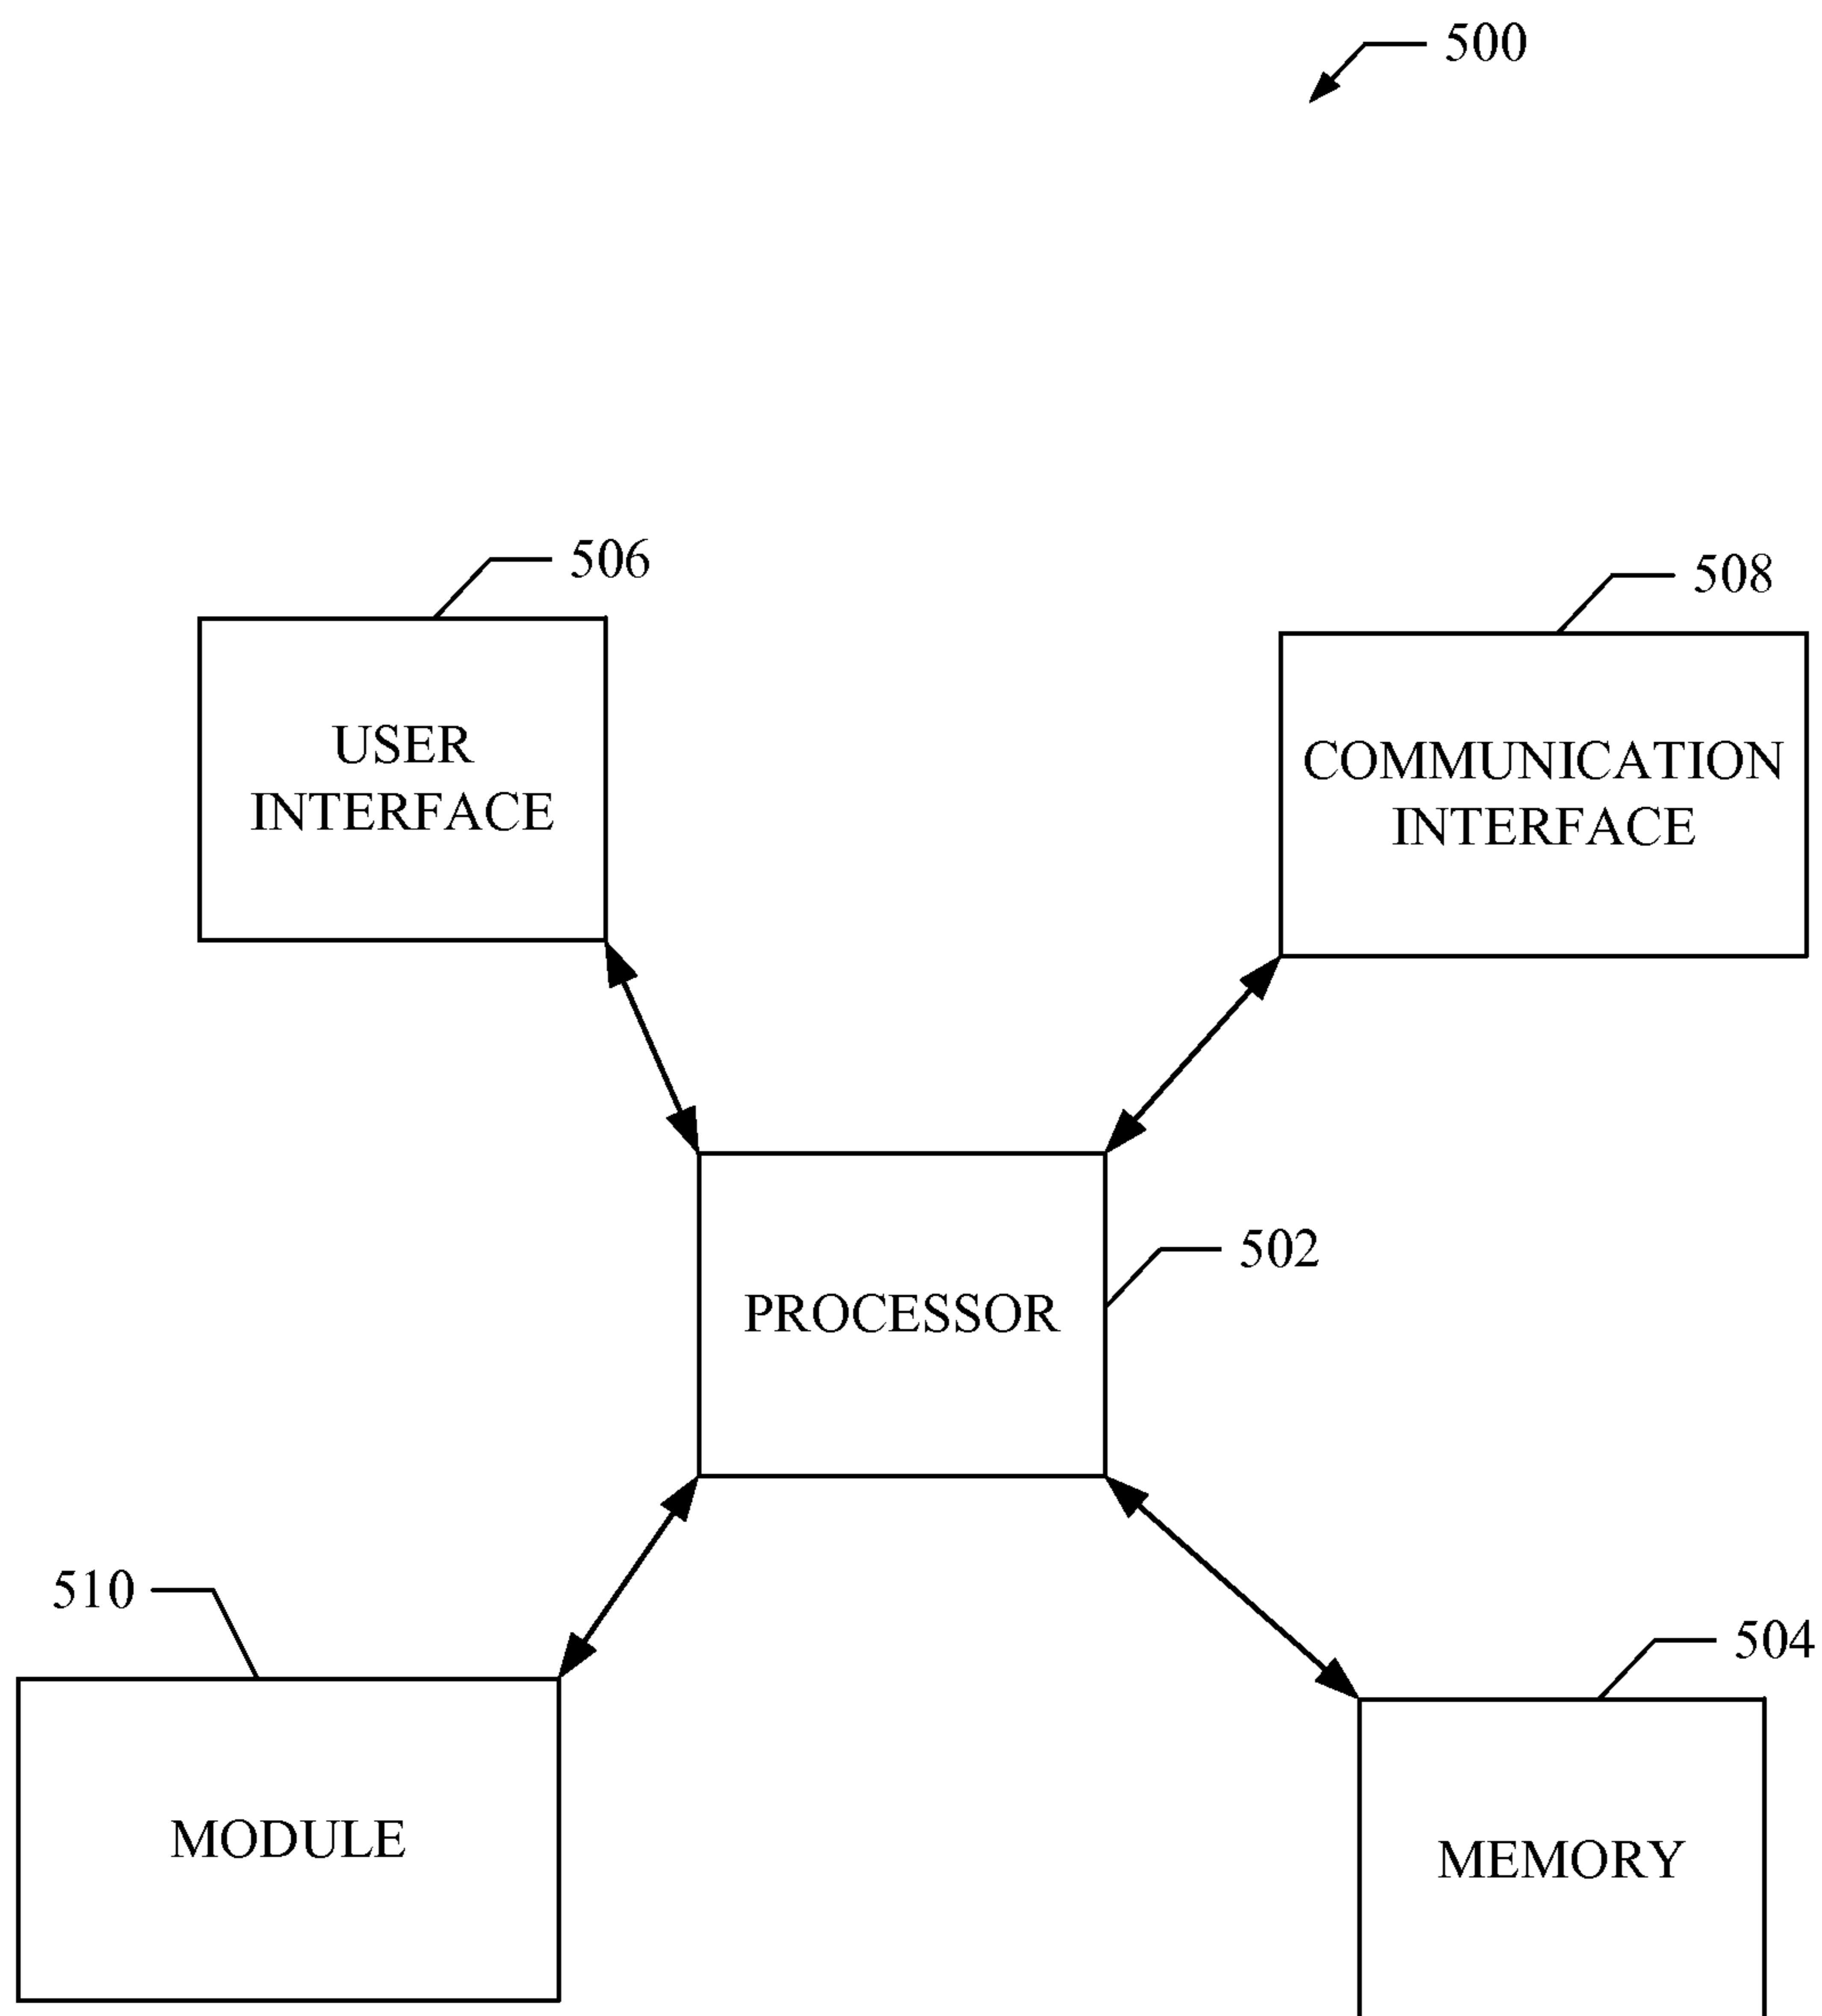 500
506
508
USER
INTERFACE
COMMUNICATION
INTERFACE
502
PROCESSOR
510
504
MODULE
MEMORY